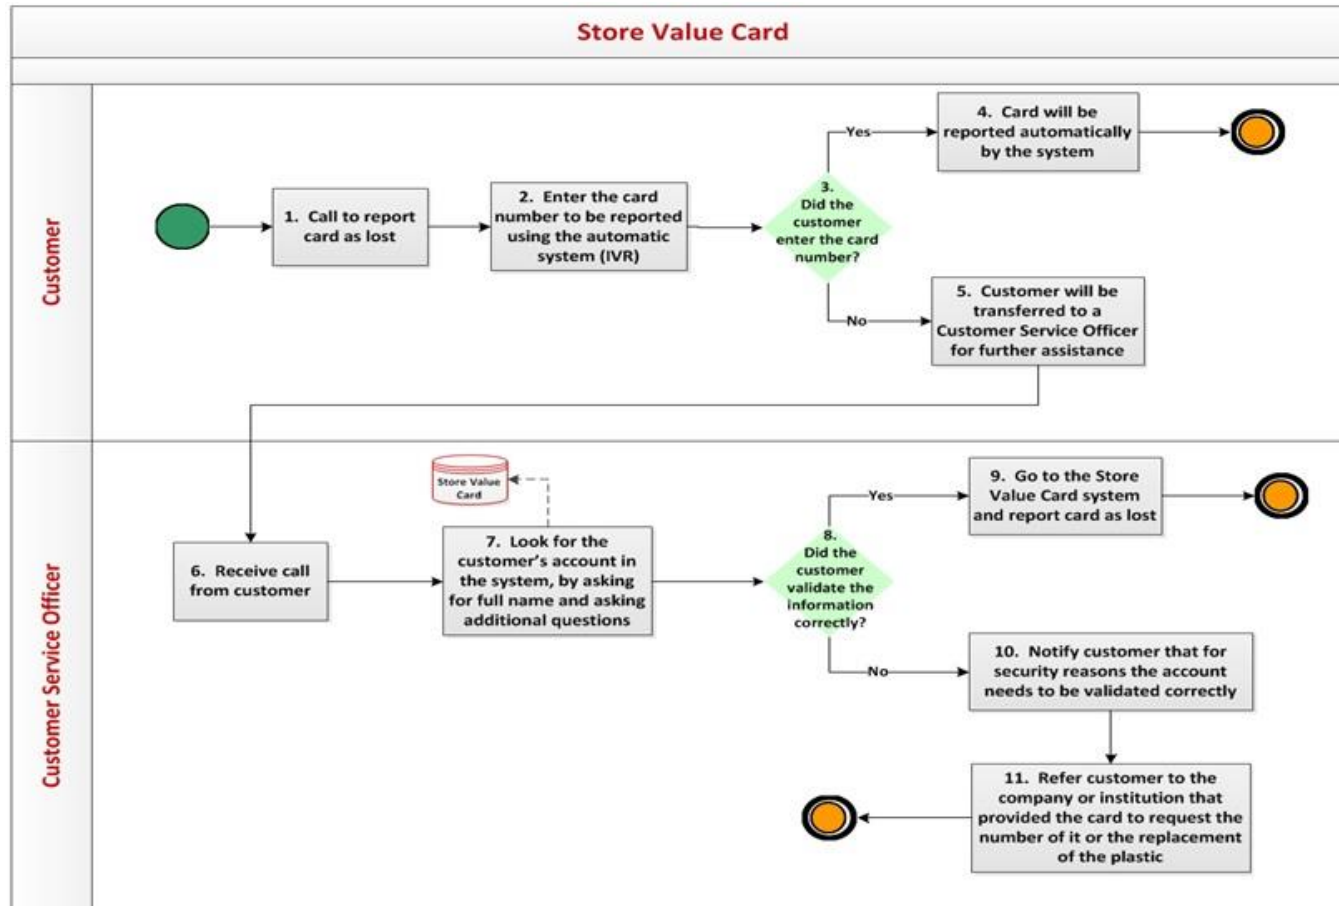 Store Value Card
Customer
1. Call to report
card as lost
2. Enter the card
number to be reported
using the automatic
system (IVR)
3.
Did the
customer
enter the card
number?
Yes
4. Card will be
reported automatically
by the system
No
5. Customer will be
transferred to a
Customer Service Officer
for further assistance
Customer Service Officer
6. Receive call
from customer
Store Value
Card
7. Look for the
customer's account in
the system, by asking
for full name and asking
additional questions
8.
Did the
customer
validate the
information
correctly?
Yes
9. Go to the Store
Value Card system
and report card as lost
No
10. Notify customer that for
security reasons the account
needs to be validated correctly
11. Refer customer to the
company or institution that
provided the card to request the
number of it or the replacement
of the plastic